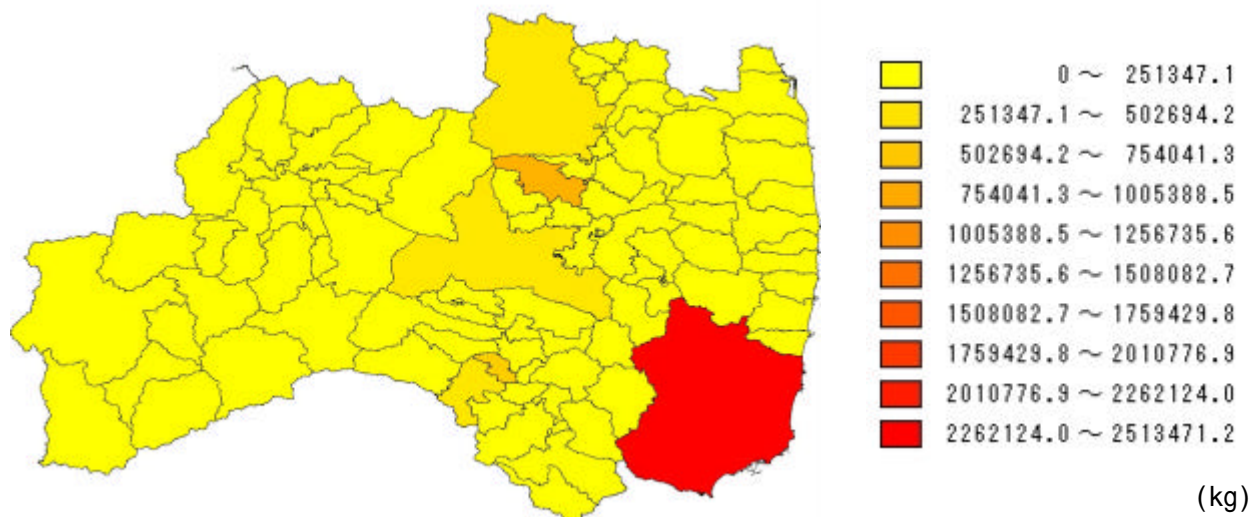 0 ～ 251347.1
251347.1 ～ 502694.2
502694.2 ～ 754041.3
754041.3 ～ 1005388.5
1005388.5 ～ 1256735.6
1256735.6 ～ 1508082.7
1508082.7 ～ 1759429.8
1759429.8 ～ 2010776.9
2010776.9 ～ 2262124.0
2262124.0 ～ 2513471.2
(kg)